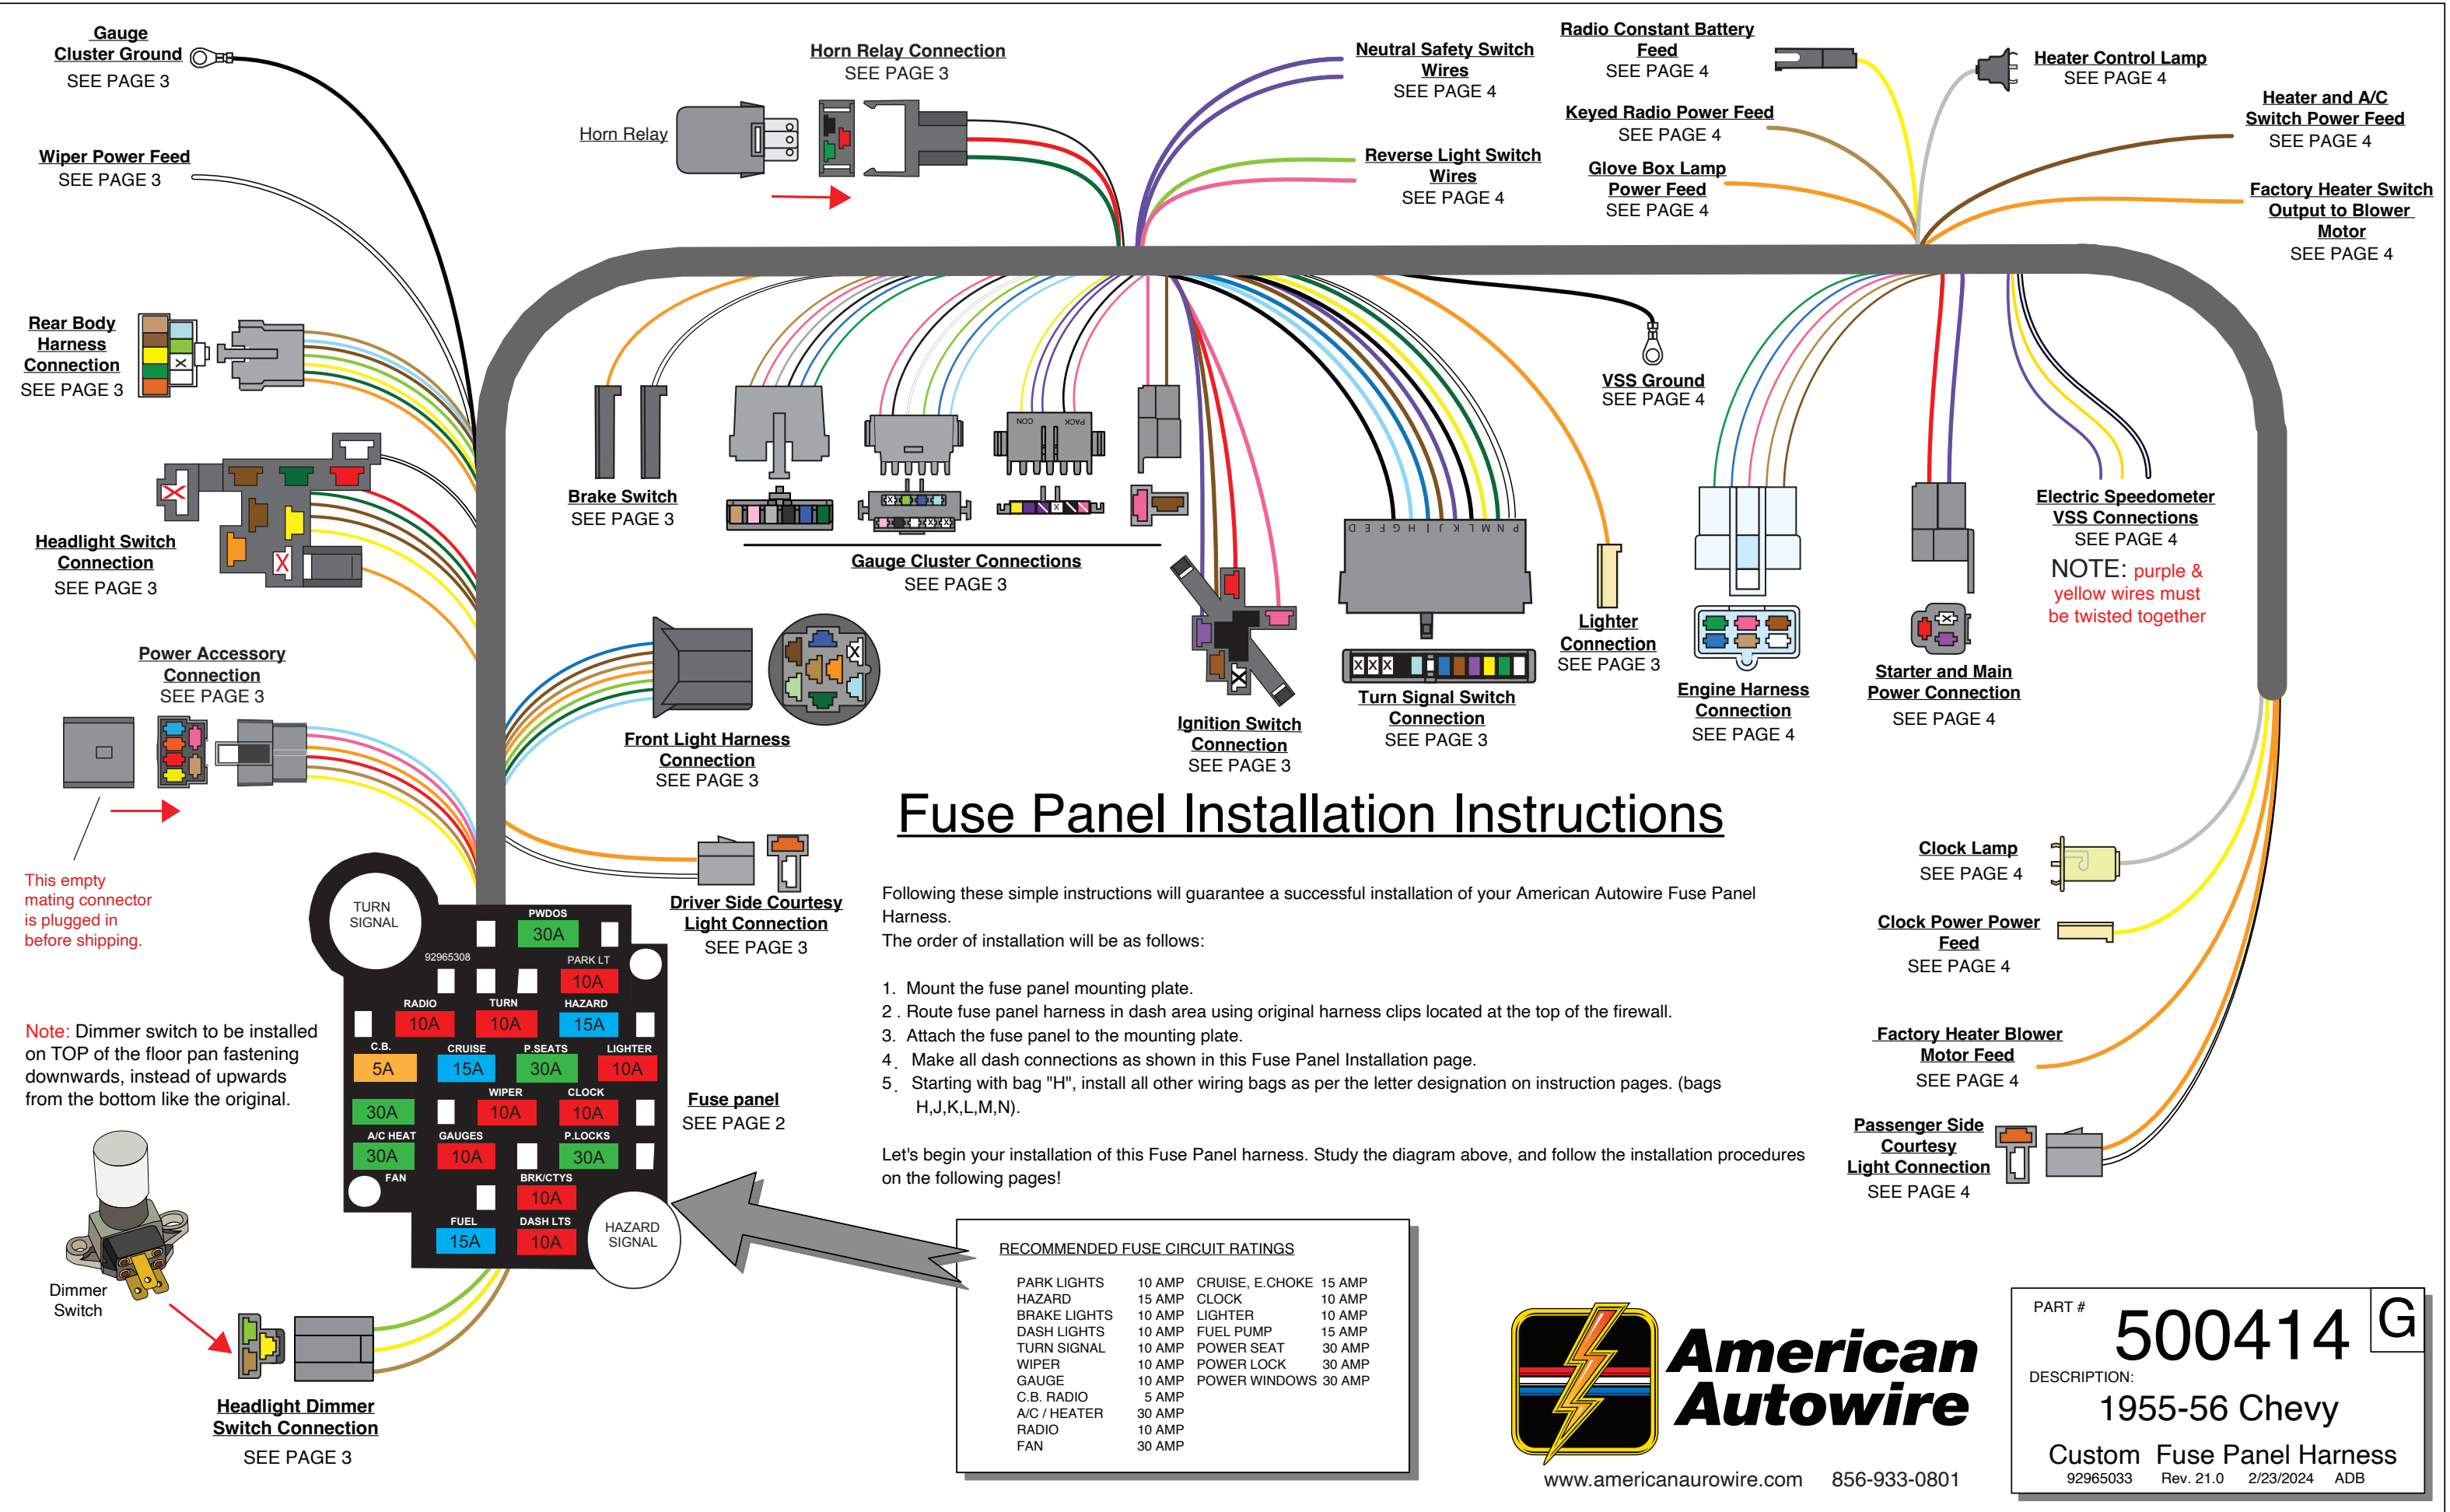 Gauge
Cluster Ground
SEE PAGE 3
Wiper Power Feed
SEE PAGE 3
Rear Body
Harness
Connection
SEE PAGE 3
Headlight Switch
Connection
SEE PAGE 3
Power Accessory
Connection
SEE PAGE 3
This empty
mating connector
is plugged in
before shipping.
Note: Dimmer switch to be installed
on TOP of the floor pan fastening
downwards, instead of upwards
from the bottom like the original.
Dimmer
Switch
Headlight Dimmer
Switch Connection
SEE PAGE 3
Horn Relay Connection
SEE PAGE 3
Horn Relay
Neutral Safety Switch
Wires
SEE PAGE 4
Reverse Light Switch
Wires
SEE PAGE 4
Radio Constant Battery
Feed
SEE PAGE 4
Keyed Radio Power Feed
SEE PAGE 4
Glove Box Lamp
Power Feed
SEE PAGE 4
Heater Control Lamp
SEE PAGE 4
Heater and A/C
Switch Power Feed
SEE PAGE 4
Factory Heater Switch
Output to Blower
Motor
SEE PAGE 4
Brake Switch
SEE PAGE 3
CON
PACK
Gauge Cluster Connections
SEE PAGE 3
Ignition Switch
Connection
SEE PAGE 3
D E F G H I J K L M N P
X X X
Turn Signal Switch
Connection
SEE PAGE 3
Lighter
Connection
SEE PAGE 3
VSS Ground
SEE PAGE 4
Engine Harness
Connection
SEE PAGE 4
Starter and Main
Power Connection
SEE PAGE 4
Electric Speedometer
VSS Connections
SEE PAGE 4
NOTE: purple &
yellow wires must
be twisted together
Front Light Harness
Connection
SEE PAGE 3
Driver Side Courtesy
Light Connection
SEE PAGE 3
TURN
SIGNAL
PWDOS
30A
92965308
PARK LT
10A
RADIO TURN HAZARD
10A 10A 15A
C.B. CRUISE P.SEATS LIGHTER
5A 15A 30A 10A
WIPER CLOCK
30A 10A 10A
A/C HEAT GAUGES P.LOCKS
30A 10A 30A
FAN BRK/CTYS
10A
FUEL DASH LTS
15A 10A
HAZARD
SIGNAL
Fuse panel
SEE PAGE 2
Fuse Panel Installation Instructions
Following these simple instructions will guarantee a successful installation of your American Autowire Fuse Panel
Harness.
The order of installation will be as follows:
1. Mount the fuse panel mounting plate.
2 . Route fuse panel harness in dash area using original harness clips located at the top of the firewall.
3. Attach the fuse panel to the mounting plate.
4. Make all dash connections as shown in this Fuse Panel Installation page.
5. Starting with bag "H", install all other wiring bags as per the letter designation on instruction pages. (bags
H,J,K,L,M,N).
Let's begin your installation of this Fuse Panel harness. Study the diagram above, and follow the installation procedures
on the following pages!
Clock Lamp
SEE PAGE 4
Clock Power Power
Feed
SEE PAGE 4
Factory Heater Blower
Motor Feed
SEE PAGE 4
Passenger Side
Courtesy
Light Connection
SEE PAGE 4
RECOMMENDED FUSE CIRCUIT RATINGS
PARK LIGHTS 10 AMP CRUISE, E.CHOKE 15 AMP
HAZARD 15 AMP CLOCK 10 AMP
BRAKE LIGHTS 10 AMP LIGHTER 10 AMP
DASH LIGHTS 10 AMP FUEL PUMP 15 AMP
TURN SIGNAL 10 AMP POWER SEAT 30 AMP
WIPER 10 AMP POWER LOCK 30 AMP
GAUGE 10 AMP POWER WINDOWS 30 AMP
C.B. RADIO 5 AMP
A/C / HEATER 30 AMP
RADIO 10 AMP
FAN 30 AMP
American
Autowire
www.americanaurowire.com 856-933-0801
PART #
500414
G
DESCRIPTION:
1955-56 Chevy
Custom Fuse Panel Harness
92965033 Rev. 21.0 2/23/2024 ADB